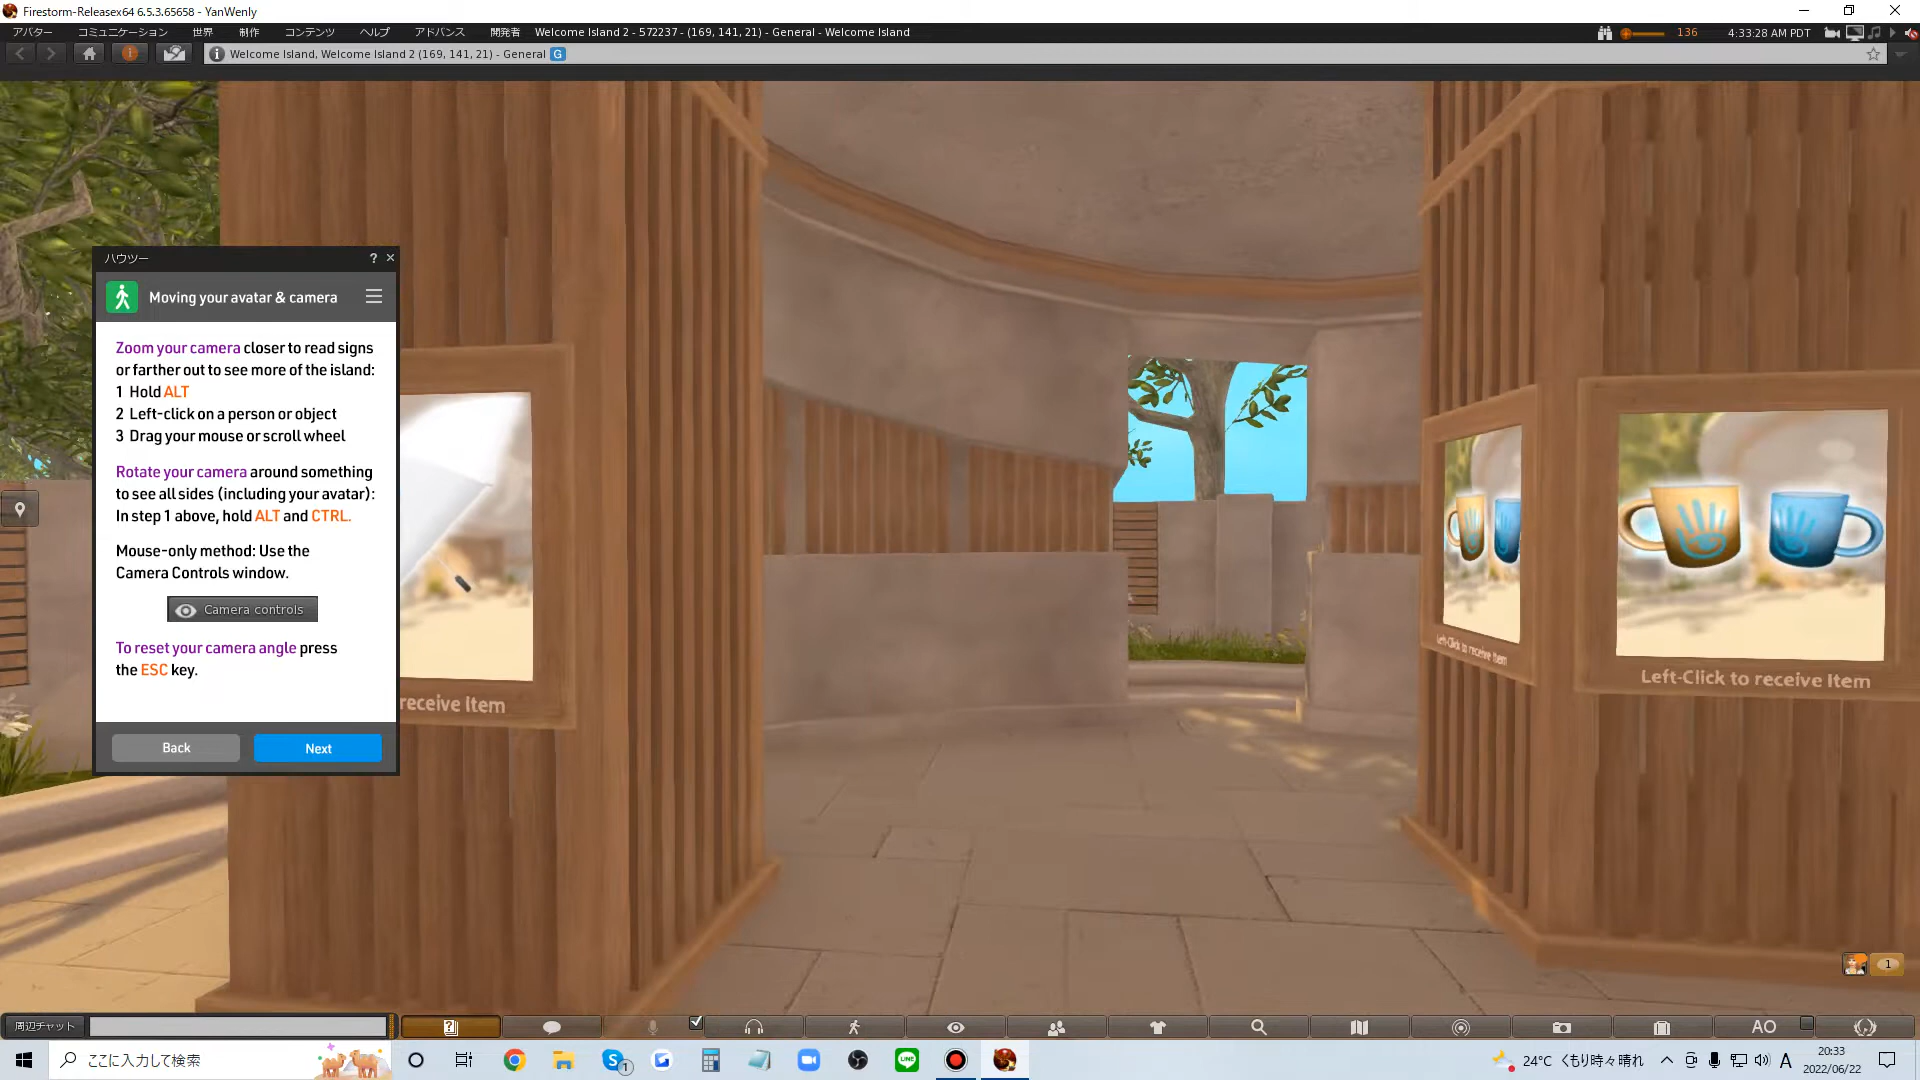 Firestorm-Releasex64 6.5.3.65658 - YanWenly
アバター コミュニケーション 世界 制作 コンテンツ ヘルプ アドバンス 開発者 Welcome Island 2 - 572237 - (169, 141, 21) - General - Welcome Island
136 4:33:28 AM PDT
Welcome Island, Welcome Island 2 (169, 141, 21) - General G
ハウツー ?
Moving your avatar & camera
Zoom your camera closer to read signs
or farther out to see more of the island:
1 Hold ALT
2 Left-click on a person or object
3 Drag your mouse or scroll wheel
Rotate your camera around something
to see all sides (including your avatar):
In step 1 above, hold ALT and CTRL.
Mouse-only method: Use the
Camera Controls window.
Camera controls
To reset your camera angle press
the ESC key.
Back Next
receive Item
Left-Click to receive Item
Left-Click to receive Item
1
周辺チャット
AO
ここに入力して検索
1
LINE
24°C くもり時々晴れ
A
20:33
2022/06/22